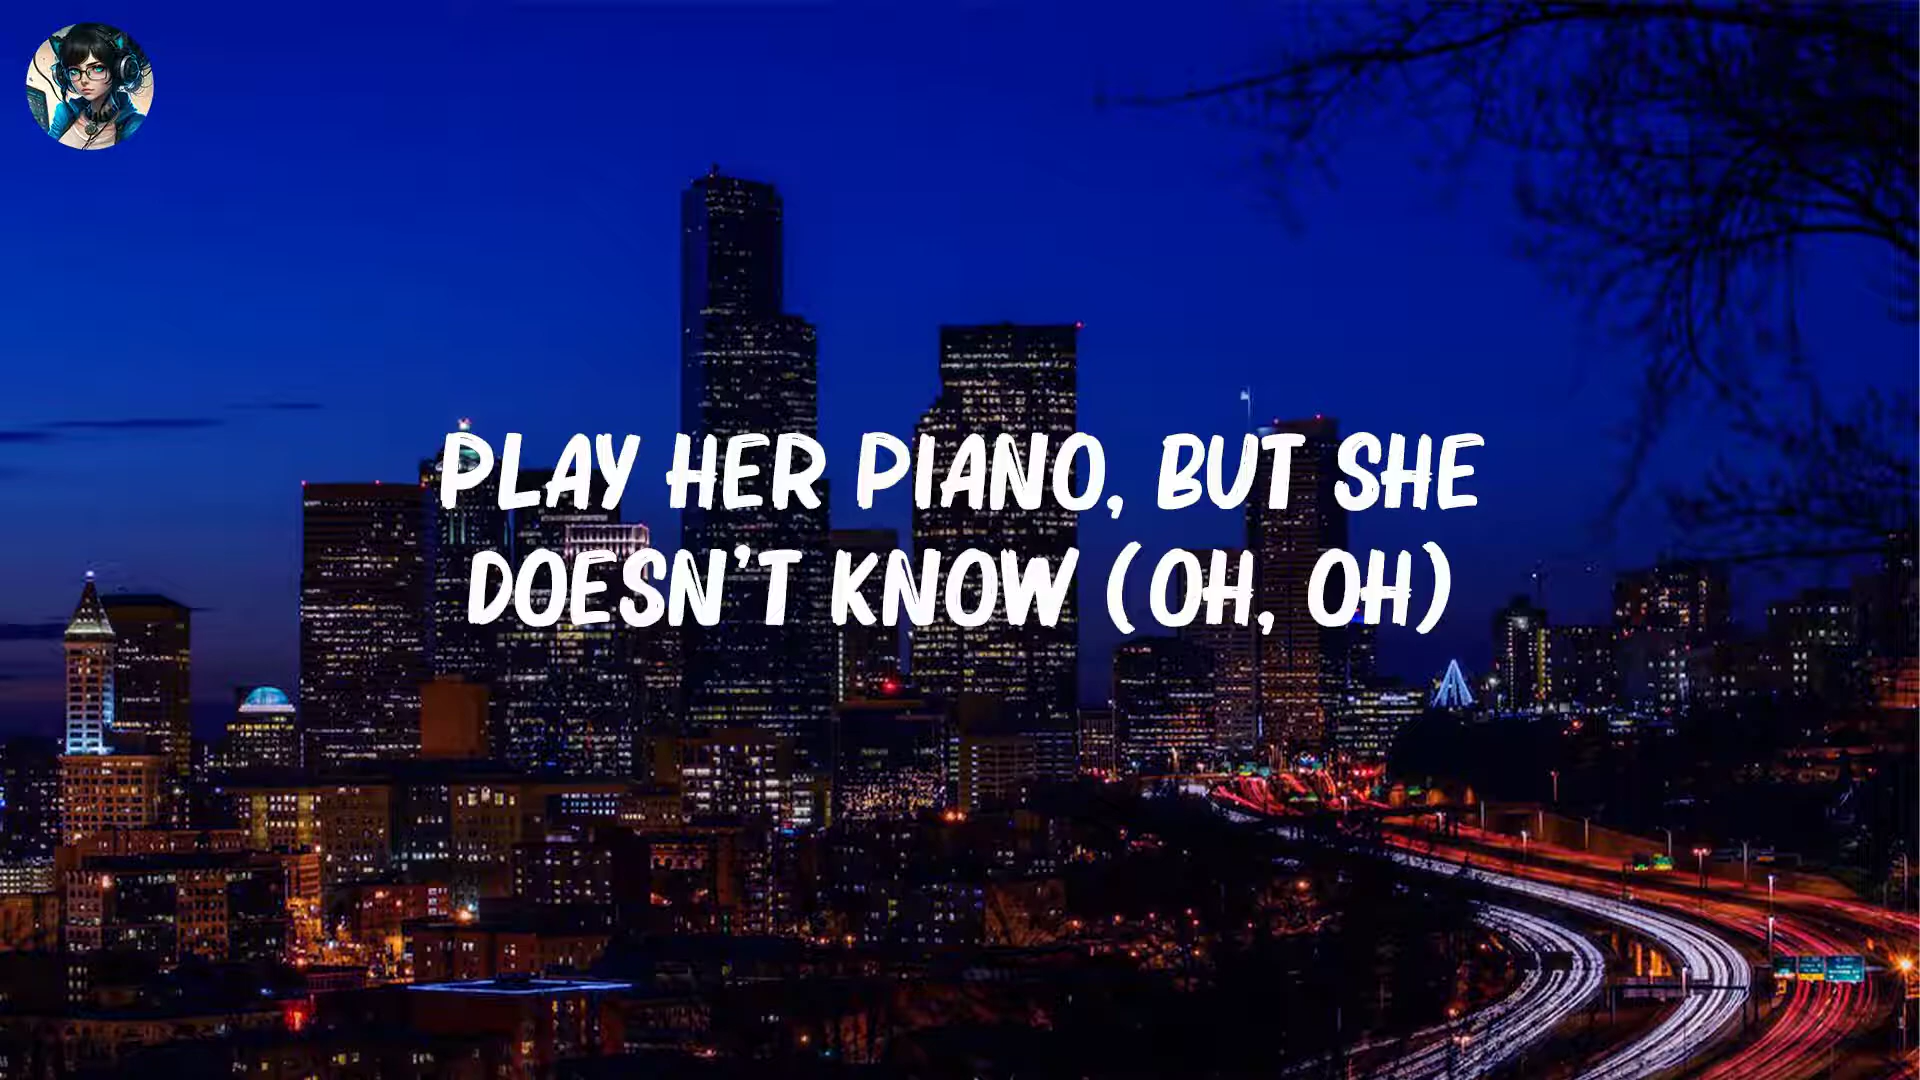 PLAY HER PIANO, BUT SHE
DOESN'T KNOW (OH, OH)